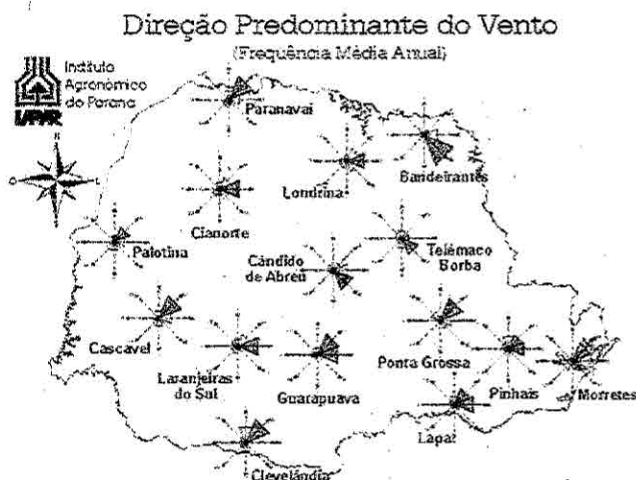 Direção Predominante do Vento
(Frequência Média Anual)
Instituto
Agronômico
do Paraná
IAPAR
N
O
L
S
Paranavaí
Bandeirantes
Londrina
Cianorte
Palotina
Cândido
de Abreu
Telêmaco
Borba
Cascavel
Laranjeiras
do Sul
Guarapuava
Ponta Grossa
Pinhais
Morretes
Lapa
Clevelândia